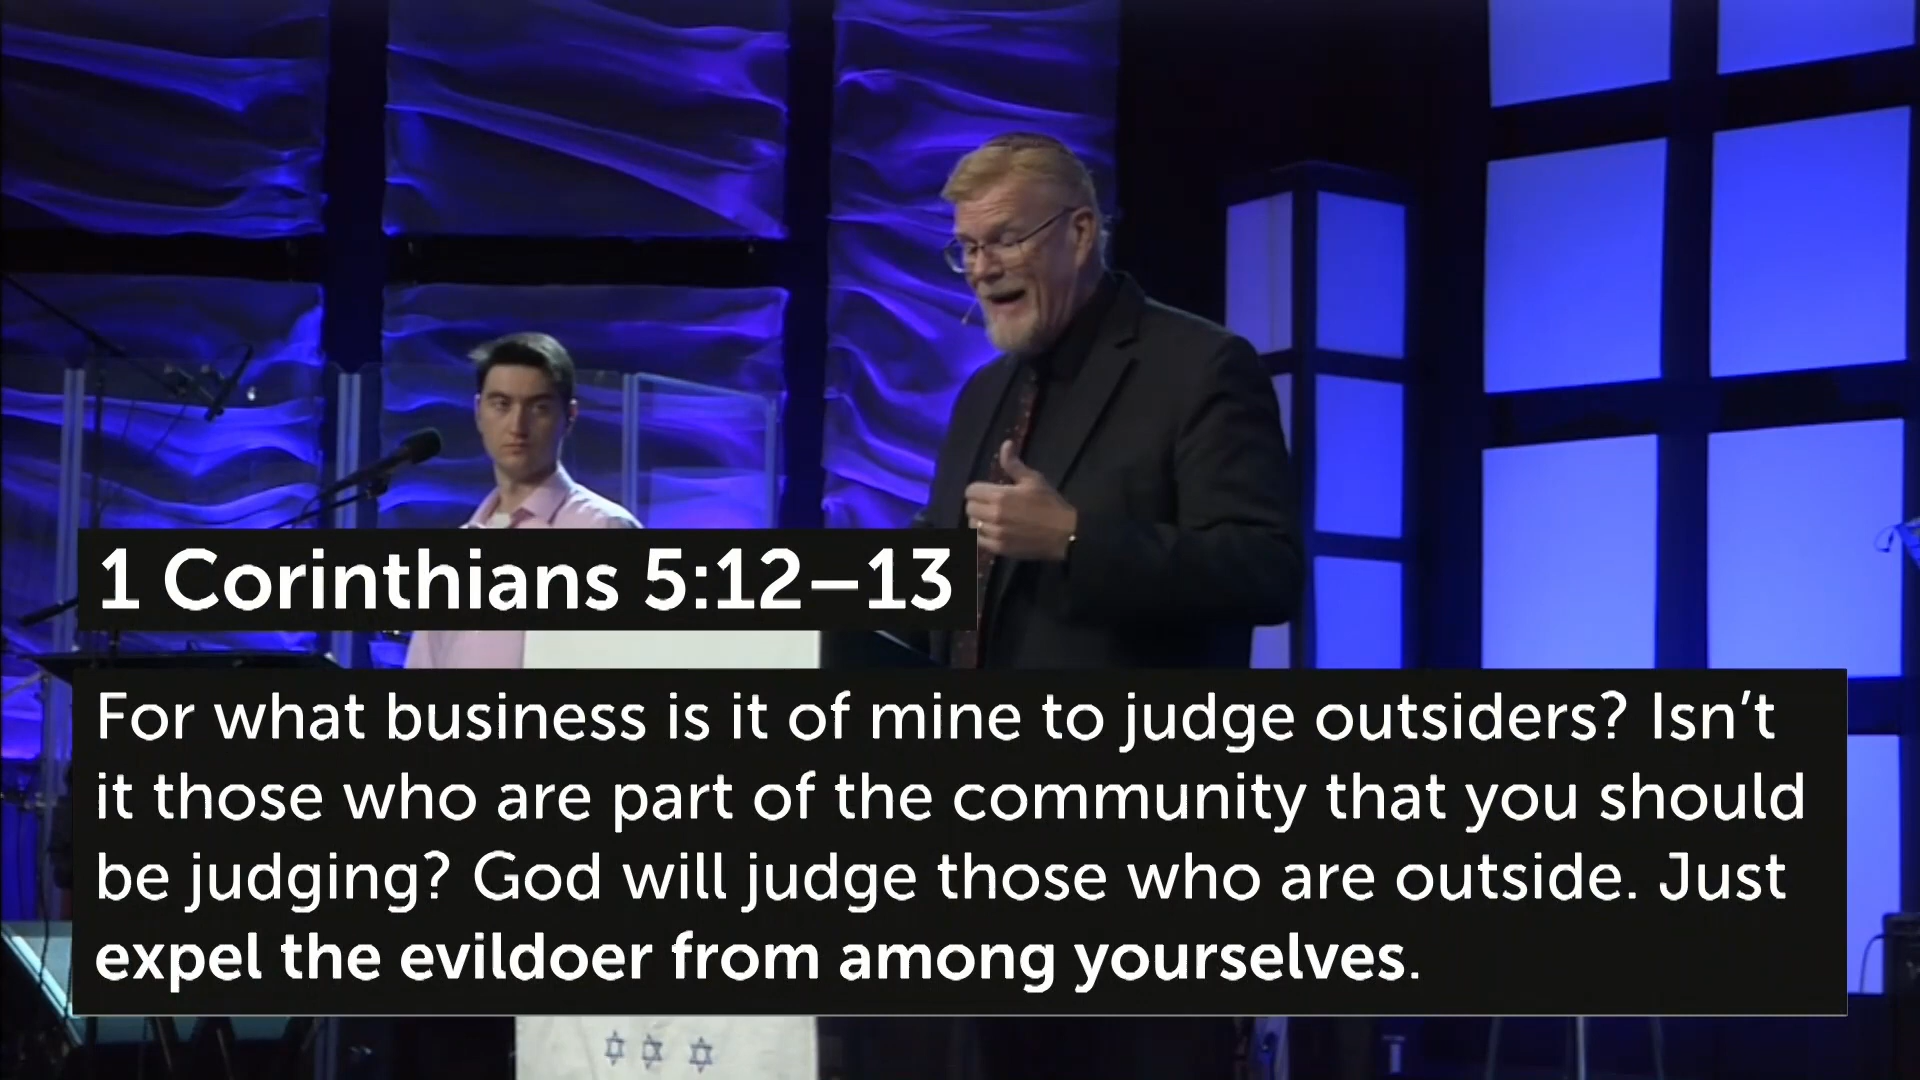 1 Corinthians 5:12–13
For what business is it of mine to judge outsiders? Isn’t
it those who are part of the community that you should
be judging? God will judge those who are outside. Just
expel the evildoer from among yourselves.